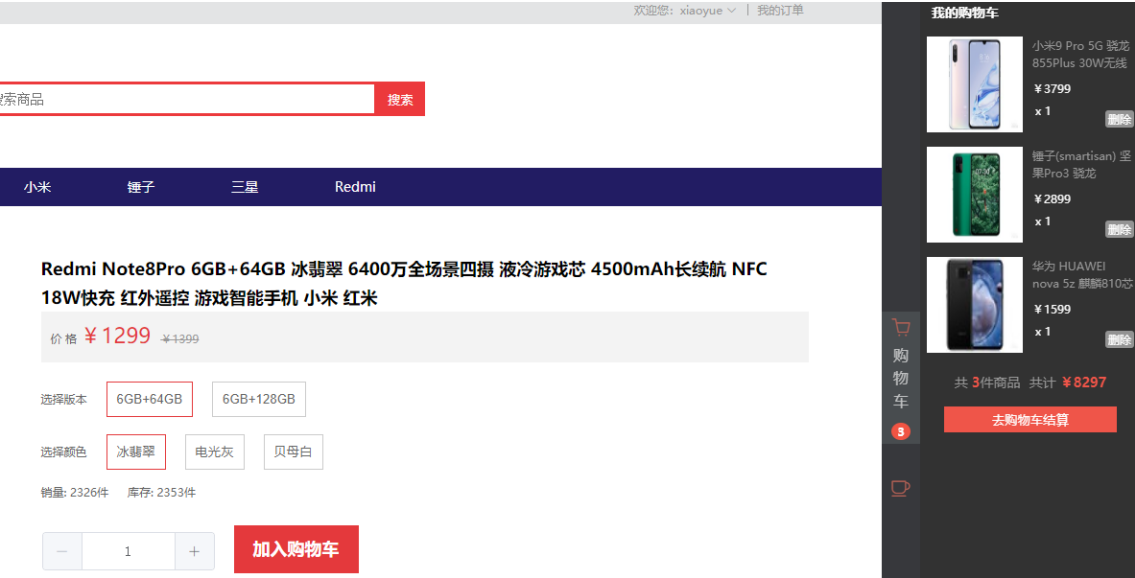 欢迎您：xiaoyue
我的订单
索商品
搜索
小米
锤子
三星
Redmi
Redmi Note8Pro 6GB+64GB 冰翡翠 6400万全场景四摄 液冷游戏芯 4500mAh长续航 NFC
18W快充 红外遥控 游戏智能手机 小米 红米
价 格 ¥1299 ¥1399
选择版本 6GB+64GB 6GB+128GB
选择颜色 冰翡翠 电光灰 贝母白
销量: 2326件 库存: 2353件
− 1 +
加入购物车
购
物
车
3
我的购物车
小米9 Pro 5G 骁龙
855Plus 30W无线
¥3799
x 1
删除
锤子(smartisan) 坚
果Pro3 骁龙
¥2899
x 1
删除
华为 HUAWEI
nova 5z 麒麟810芯
¥1599
x 1
删除
共 3件商品 共计 ¥8297
去购物车结算